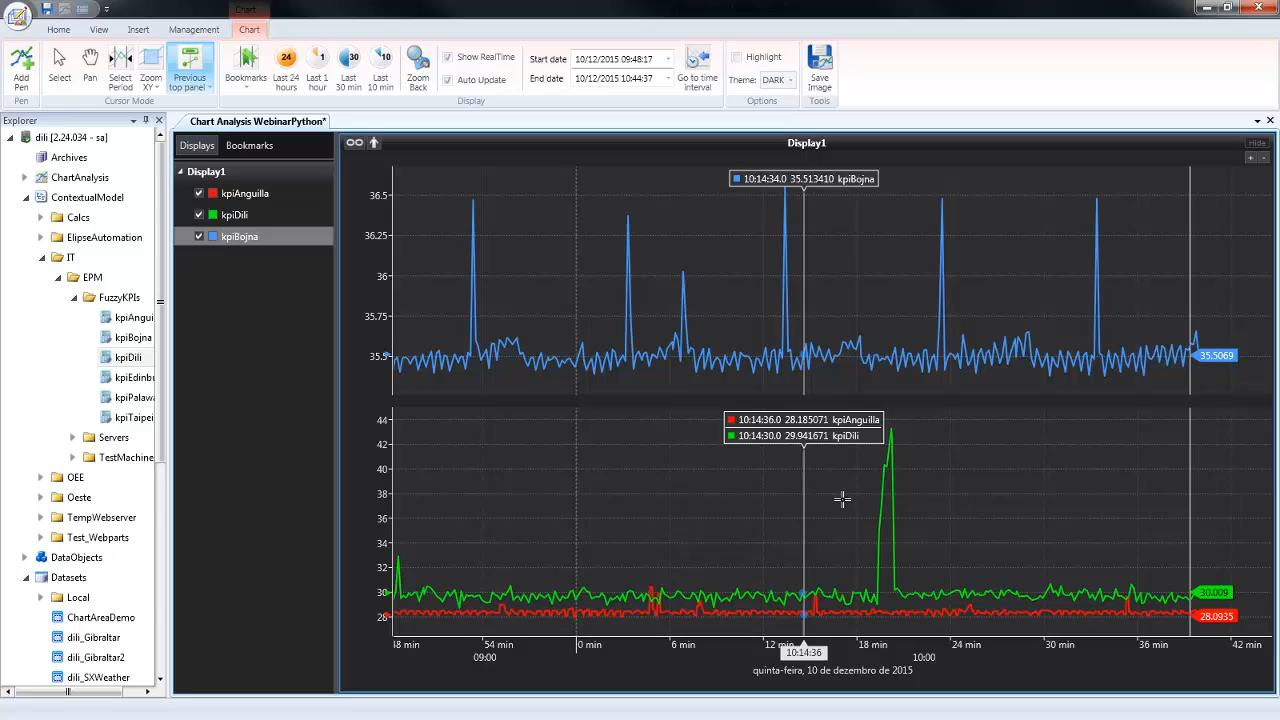 Chart
Home View Insert Management Chart
Add Pen
Select
Pan
Select Period
Zoom XY
Previous top panel
Bookmarks
24 Last 24 hours
1 Last 1 hour
30 Last 30 min
10 Last 10 min
Zoom Back
Show RealTime
Auto Update
Start date 10/12/2015 09:48:17
End date 10/12/2015 10:44:37
Go to time interval
Highlight
Theme: DARK
Save Image
Pen Cursor Mode Display Options Tools
Explorer
Chart Analysis WebinarPython*
dili [2.24.034 - sa]
Archives
ChartAnalysis
ContextualModel
Calcs
ElipseAutomation
IT
EPM
FuzzyKPIs
kpiAngui
kpiBojna
kpiDili
kpiEdinbu
kpiPalawa
kpiTaipei
Servers
TestMachine
OEE
Oeste
TempWebserver
Test_Webparts
DataObjects
Datasets
Local
ChartAreaDemo
dili_Gibraltar
dili_Gibraltar2
dili_SXWeather
Displays Bookmarks
Display1
kpiAnguilla
kpiDili
kpiBojna
Display1
Hide
+ -
10:14:34.0 35.513410 kpiBojna
36.5
36.25
36
35.75
35.5
35.5069
10:14:36.0 28.185071 kpiAnguilla
10:14:30.0 29.941671 kpiDili
44
42
40
38
36
34
32
30
28
30.009
28.0935
8 min 54 min 0 min 6 min 12 min 18 min 24 min 30 min 36 min 42 min
10:14:36
09:00 10:00
quinta-feira, 10 de dezembro de 2015